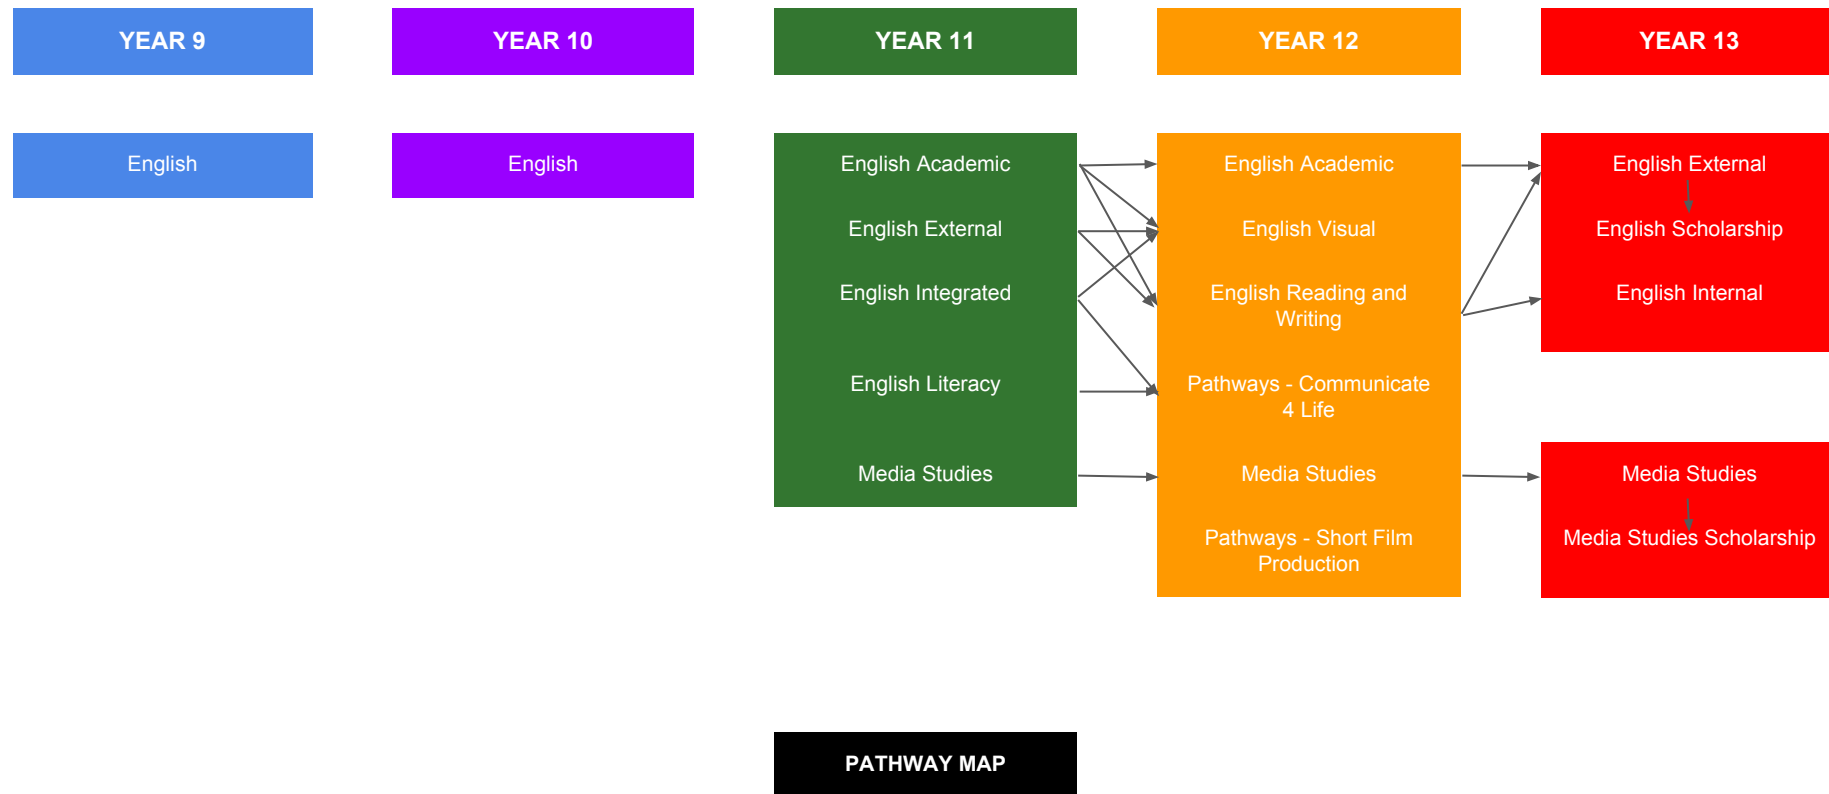 YEAR 9
YEAR 10
YEAR 11
YEAR 12
YEAR 13
English
English
English Academic
English External
English Integrated
English Literacy
Media Studies
English Academic
English Visual
English Reading and
Writing
Pathways - Communicate
4 Life
Media Studies
Pathways - Short Film
Production
English External
English Scholarship
English Internal
Media Studies
Media Studies Scholarship
PATHWAY MAP